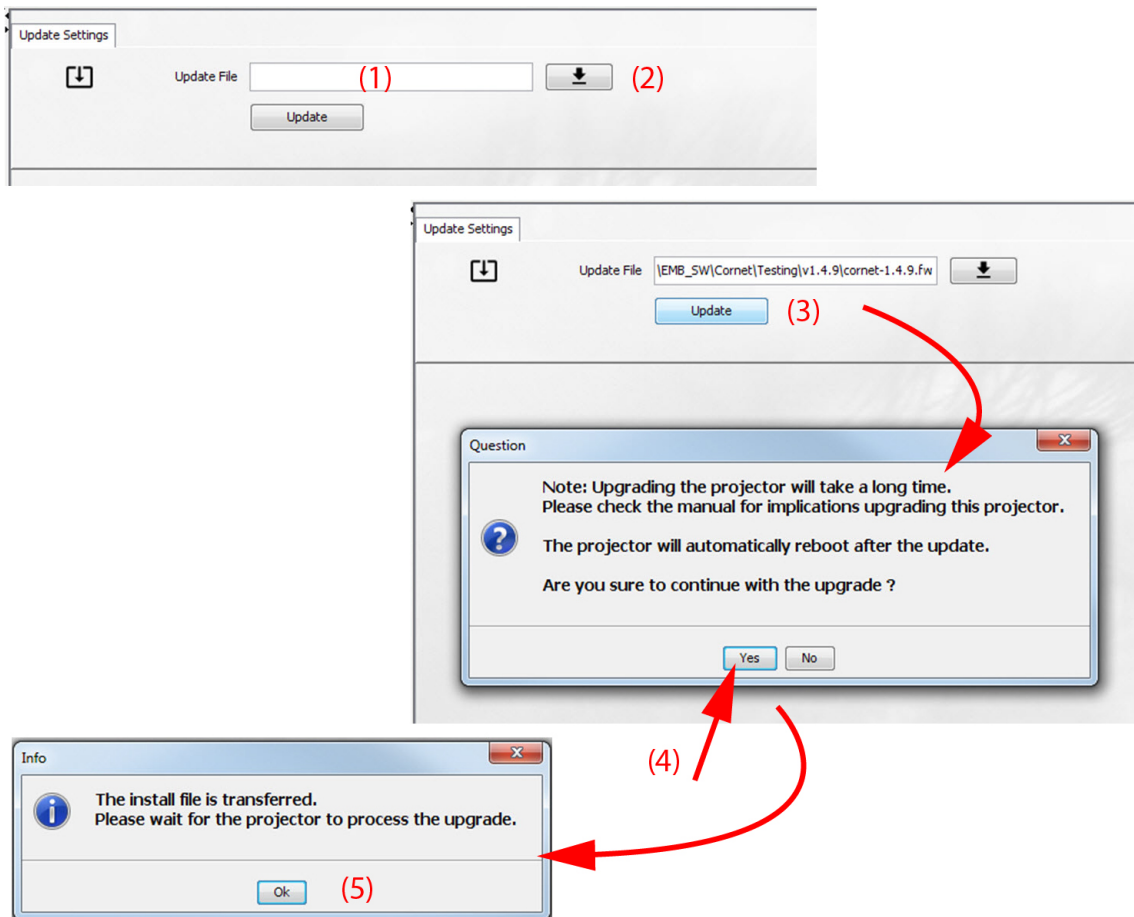 Update Settings
Update File (1) (2)
Update
Update Settings
Update File \EMB_SW\Cornet\Testing\v1.4.9\cornet-1.4.9.fw
Update (3)
Question
Note: Upgrading the projector will take a long time.
Please check the manual for implications upgrading this projector.
The projector will automatically reboot after the update.
Are you sure to continue with the upgrade ?
Yes No
(4)
Info
The install file is transferred.
Please wait for the projector to process the upgrade.
Ok (5)